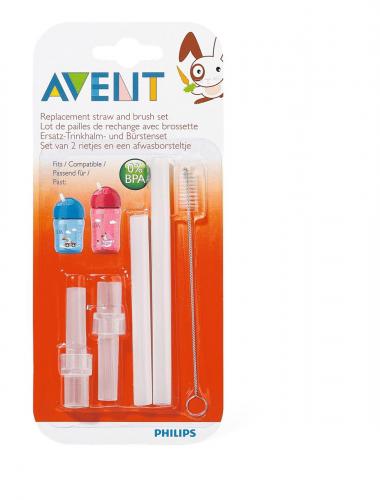 AVENT
Replacement straw and brush set
Lot de pailles de rechange avec brossette
Ersatz-Trinkhalm- und Bürstenset
Set van 2 rietjes en een afwasborsteltje
Fits / Compatible /
Passend für /
Past:
0%
BPA
PHILIPS